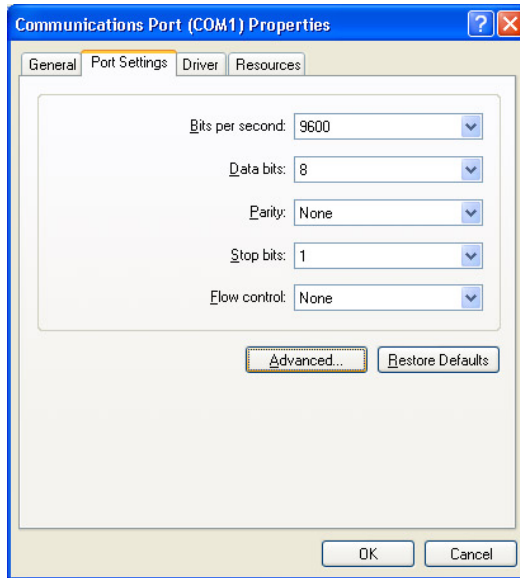 Communications Port (COM1) Properties
General Port Settings Driver Resources
Bits per second: 9600
Data bits: 8
Parity: None
Stop bits: 1
Flow control: None
Advanced... Restore Defaults
OK Cancel